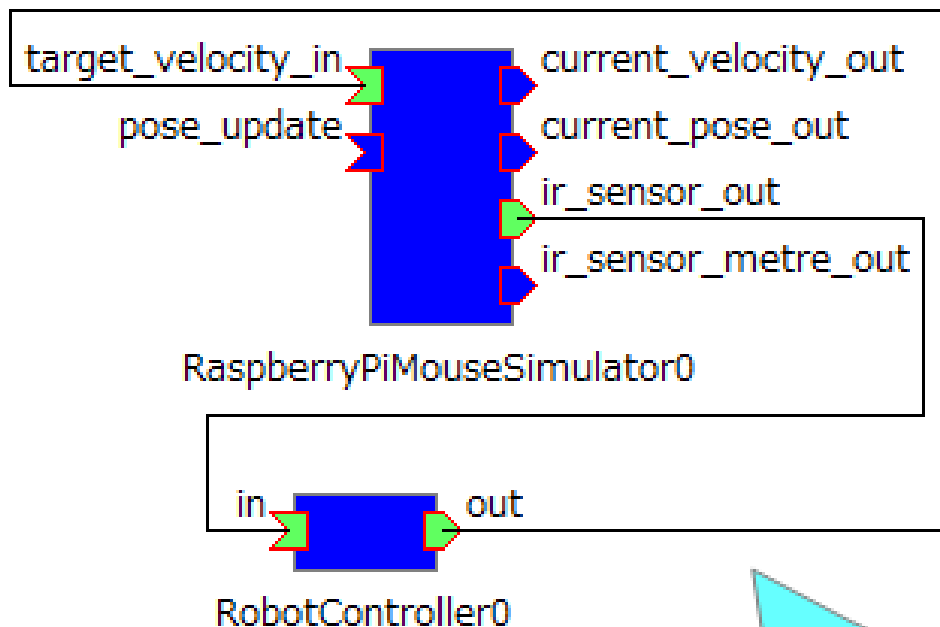 target_velocity_in
current_velocity_out
pose_update
current_pose_out
ir_sensor_out
ir_sensor_metre_out
RaspberryPiMouseSimulator0
in
out
RobotController0